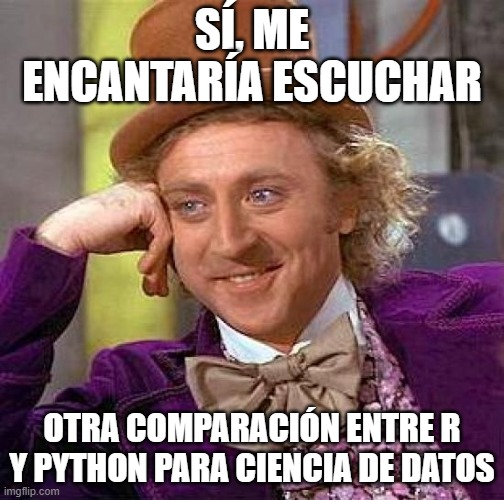 SÍ, ME
ENCANTARÍA ESCUCHAR
OTRA COMPARACIÓN ENTRE R
Y PYTHON PARA CIENCIA DE DATOS
imgflip.com